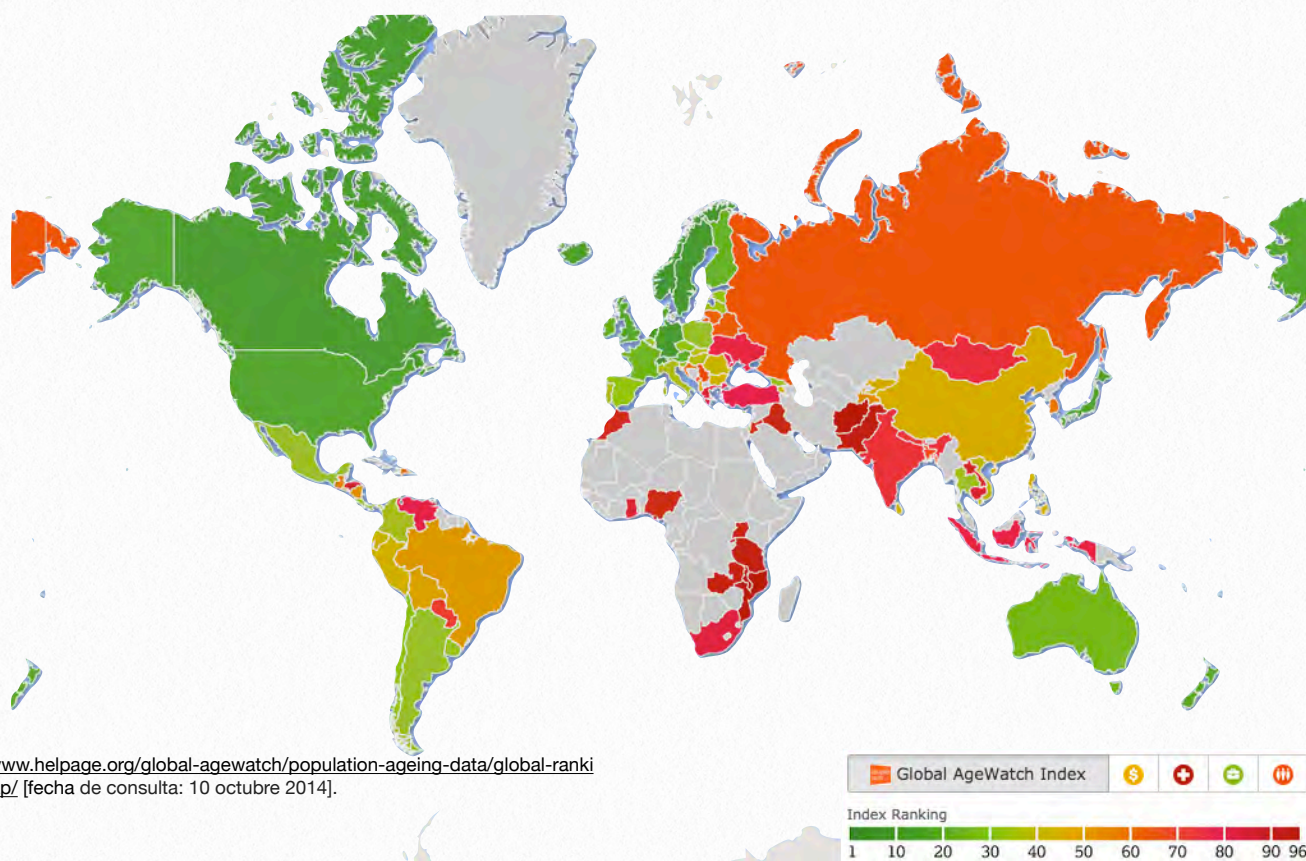 www.helpage.org/global-agewatch/population-ageing-data/global-ranki
p/ [fecha de consulta: 10 octubre 2014].
Global AgeWatch Index
$
Index Ranking
1 10 20 30 40 50 60 70 80 90 96